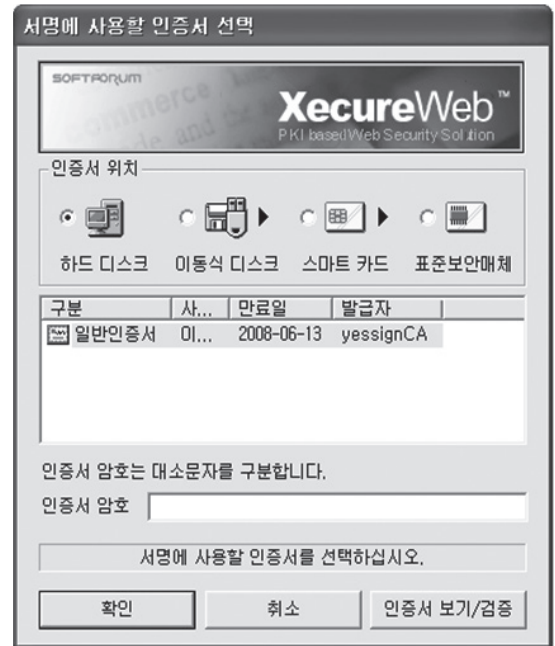 서명에 사용할 인증서 선택
SOFTFORUM
XecureWeb™
PKI based Web Security Solution
인증서 위치
하드 디스크 이동식 디스크 스마트 카드 표준보안매체
구분 사... 만료일 발급자
일반인증서 이... 2008-06-13 yessignCA
인증서 암호는 대소문자를 구분합니다.
인증서 암호
서명에 사용할 인증서를 선택하십시오.
확인 취소 인증서 보기/검증